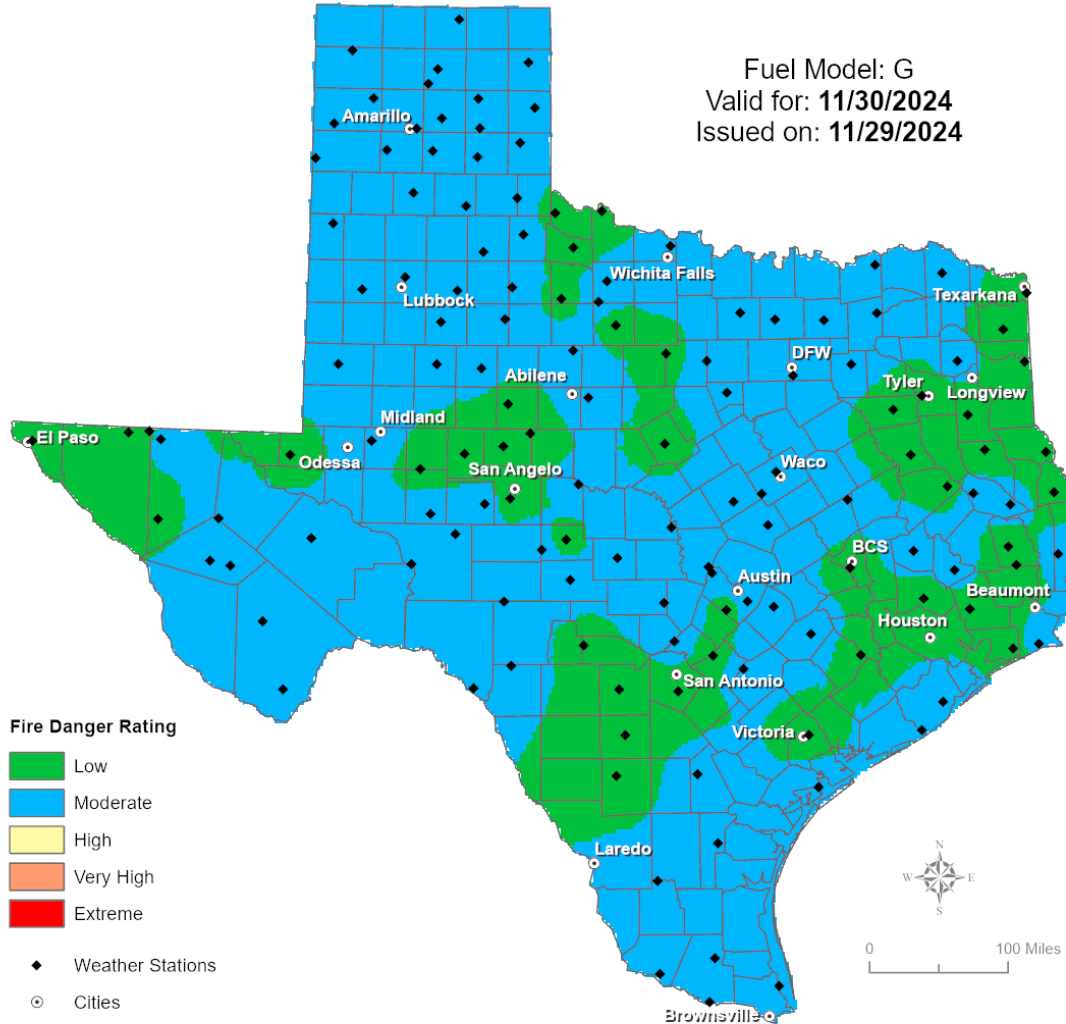 Fuel Model: G
Valid for: 11/30/2024
Issued on: 11/29/2024
Amarillo
Wichita Falls
Lubbock
Texarkana
DFW
Abilene
Tyler
Longview
Midland
El Paso
Odessa
San Angelo
Waco
BCS
Austin
Beaumont
Houston
San Antonio
Victoria
Laredo
Brownsville
Fire Danger Rating
Low
Moderate
High
Very High
Extreme
Weather Stations
Cities
N
W E
S
0 100 Miles